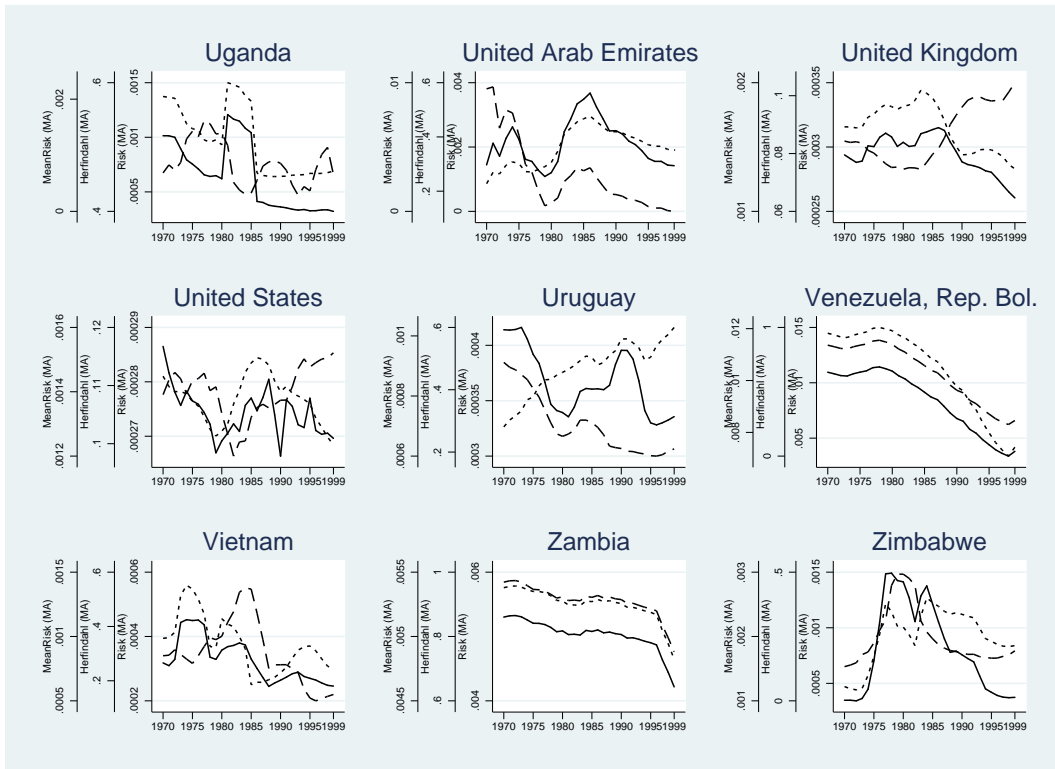 Uganda
MeanRisk (MA)
0 .002
Herfindahl (MA)
.4 .6
Risk (MA)
.0005 .001 .0015
1970 1975 1980 1985 1990 1995 1999
United Arab Emirates
MeanRisk (MA)
0 .01
Herfindahl (MA)
.2 .4 .6
Risk (MA)
0 .002 .004
1970 1975 1980 1985 1990 1995 1999
United Kingdom
MeanRisk (MA)
.001 .002
Herfindahl (MA)
.06 .08 .1
Risk (MA)
.00025 .0003 .00035
1970 1975 1980 1985 1990 1995 1999
United States
MeanRisk (MA)
.0012 .0014 .0016
Herfindahl (MA)
.1 .11 .12
Risk (MA)
.00027 .00028 .00029
1970 1975 1980 1985 1990 1995 1999
Uruguay
MeanRisk (MA)
.0006 .0008 .001
Herfindahl (MA)
.2 .4 .6
Risk (MA)
.0003 .00035 .0004
1970 1975 1980 1985 1990 1995 1999
Venezuela, Rep. Bol.
MeanRisk (MA)
.008 .01 .012
Herfindahl (MA)
0 1
Risk (MA)
.005 .015
1970 1975 1980 1985 1990 1995 1999
Vietnam
MeanRisk (MA)
.0005 .001 .0015
Herfindahl (MA)
.2 .4 .6
Risk (MA)
.0002 .0004 .0006
1970 1975 1980 1985 1990 1995 1999
Zambia
MeanRisk (MA)
.0045 .005 .0055
Herfindahl (MA)
.6 .8 1
Risk (MA)
.004 .006
1970 1975 1980 1985 1990 1995 1999
Zimbabwe
MeanRisk (MA)
.001 .002 .003
Herfindahl (MA)
0 .5
Risk (MA)
.0005 .001 .0015
1970 1975 1980 1985 1990 1995 1999